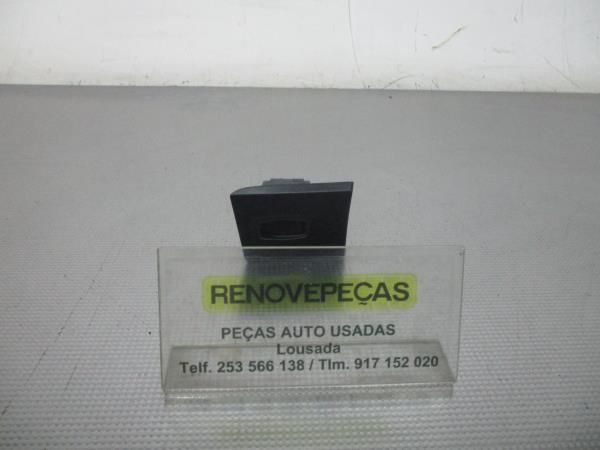 RENOVEPEÇAS
PEÇAS AUTO USADAS
Lousada
Telf. 253 566 138 / Tlm. 917 152 020